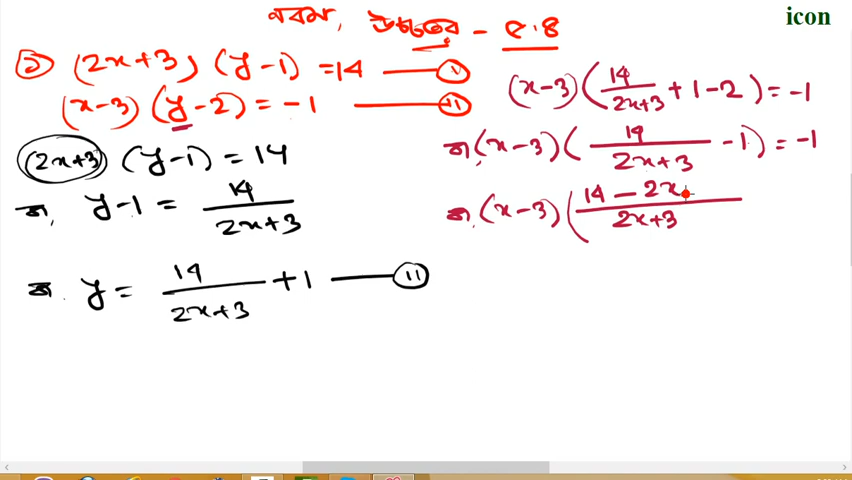 icon
নবম, উচ্চতর - ৫.৪
② (2x+3) (y-1) = 14 —— ⓘ
(x-3) (y-2) = -1 —— ⓘⓘ
(2x+3) (y-1) = 14
বা, y-1 = 14/(2x+3)
বা, y = 14/(2x+3) + 1 —— (11)
(x-3) (14/(2x+3) + 1 - 2) = -1
বা, (x-3) (14/(2x+3) - 1) = -1
বা, (x-3) (14 - 2x/(2x+3)